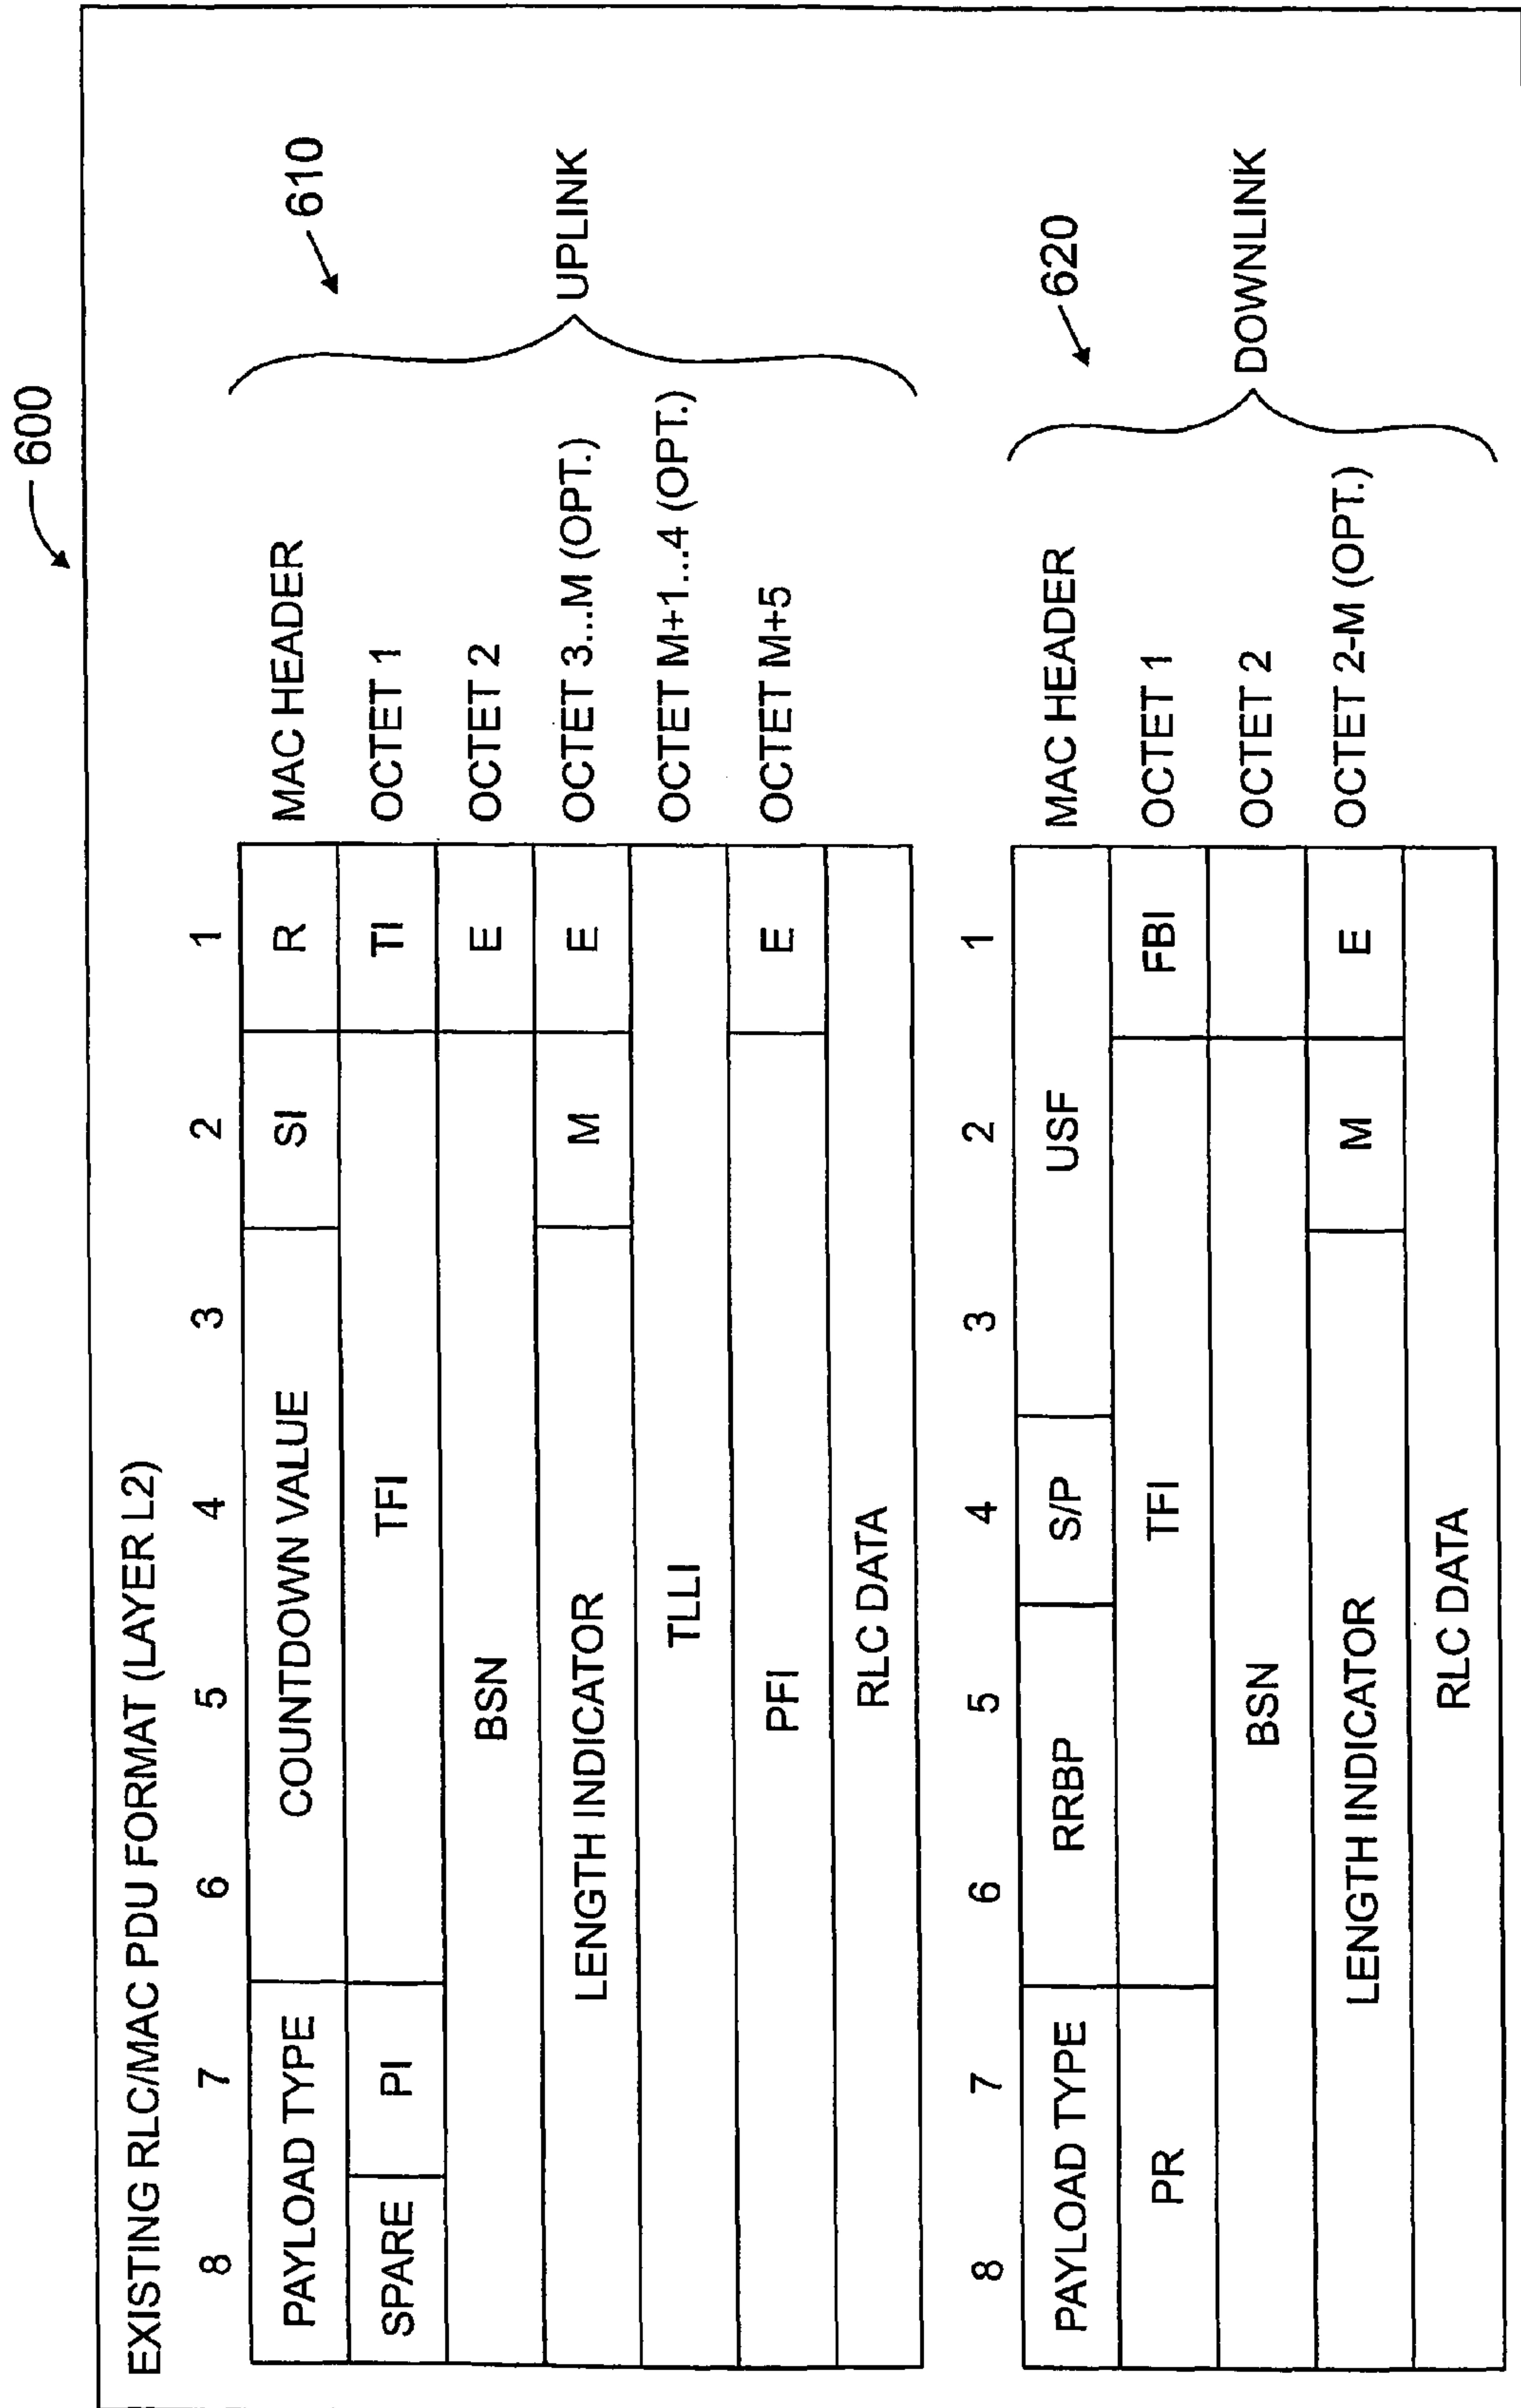 600
EXISTING RLC/MAC PDU FORMAT (LAYER L2)
610
8 7 6 5 4 3 2 1
PAYLOAD TYPE COUNTDOWN VALUE SI R MAC HEADER
SPARE PI TFI TI OCTET 1
BSN E OCTET 2
LENGTH INDICATOR M E OCTET 3...M (OPT.)
TLLI OCTET M+1...4 (OPT.)
PFI E OCTET M+5
RLC DATA
UPLINK
620
8 7 6 5 4 3 2 1
PAYLOAD TYPE RRBP S/P USF MAC HEADER
PR TFI FBI OCTET 1
BSN OCTET 2
LENGTH INDICATOR M E OCTET 2-M (OPT.)
RLC DATA
DOWNLINK